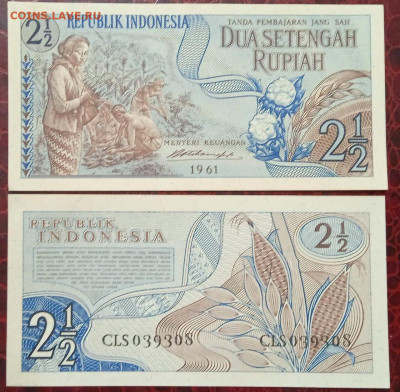 COINS.LAVE.RU
2½
REPUBLIK INDONESIA
TANDA PEMBAJARAN JANG SAH
DUA SETENGAH
RUPIAH
MENTERI KEUANGAN
1961
2½
REPUBLIK
INDONESIA
2½
2½
CLS039308
CLS039308